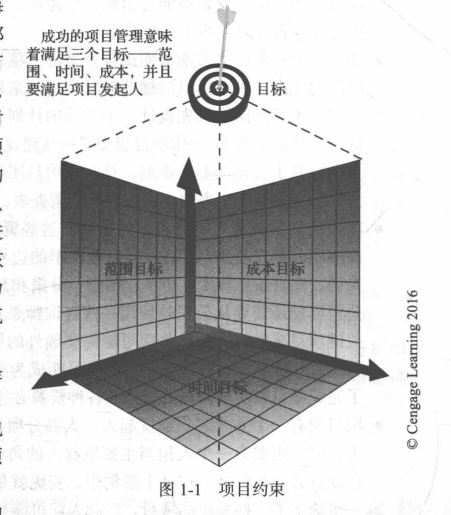 成功的项目管理意味
着满足三个目标——范
围、时间、成本，并且
要满足项目发起人
目标
范围目标
成本目标
时间目标
© Cengage Learning 2016
图 1-1 项目约束